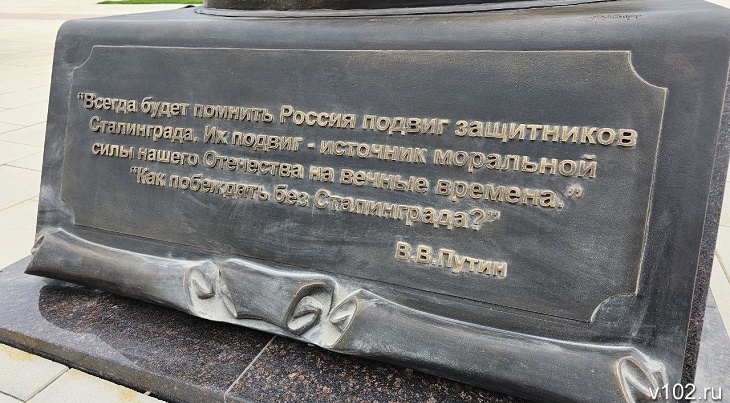 "Всегда будет помнить Россия подвиг защитников
Сталинграда. Их подвиг - источник моральной
силы нашего Отечества на вечные времена."
"Как побеждать без Сталинграда?"
В.В.Путин
v102.ru